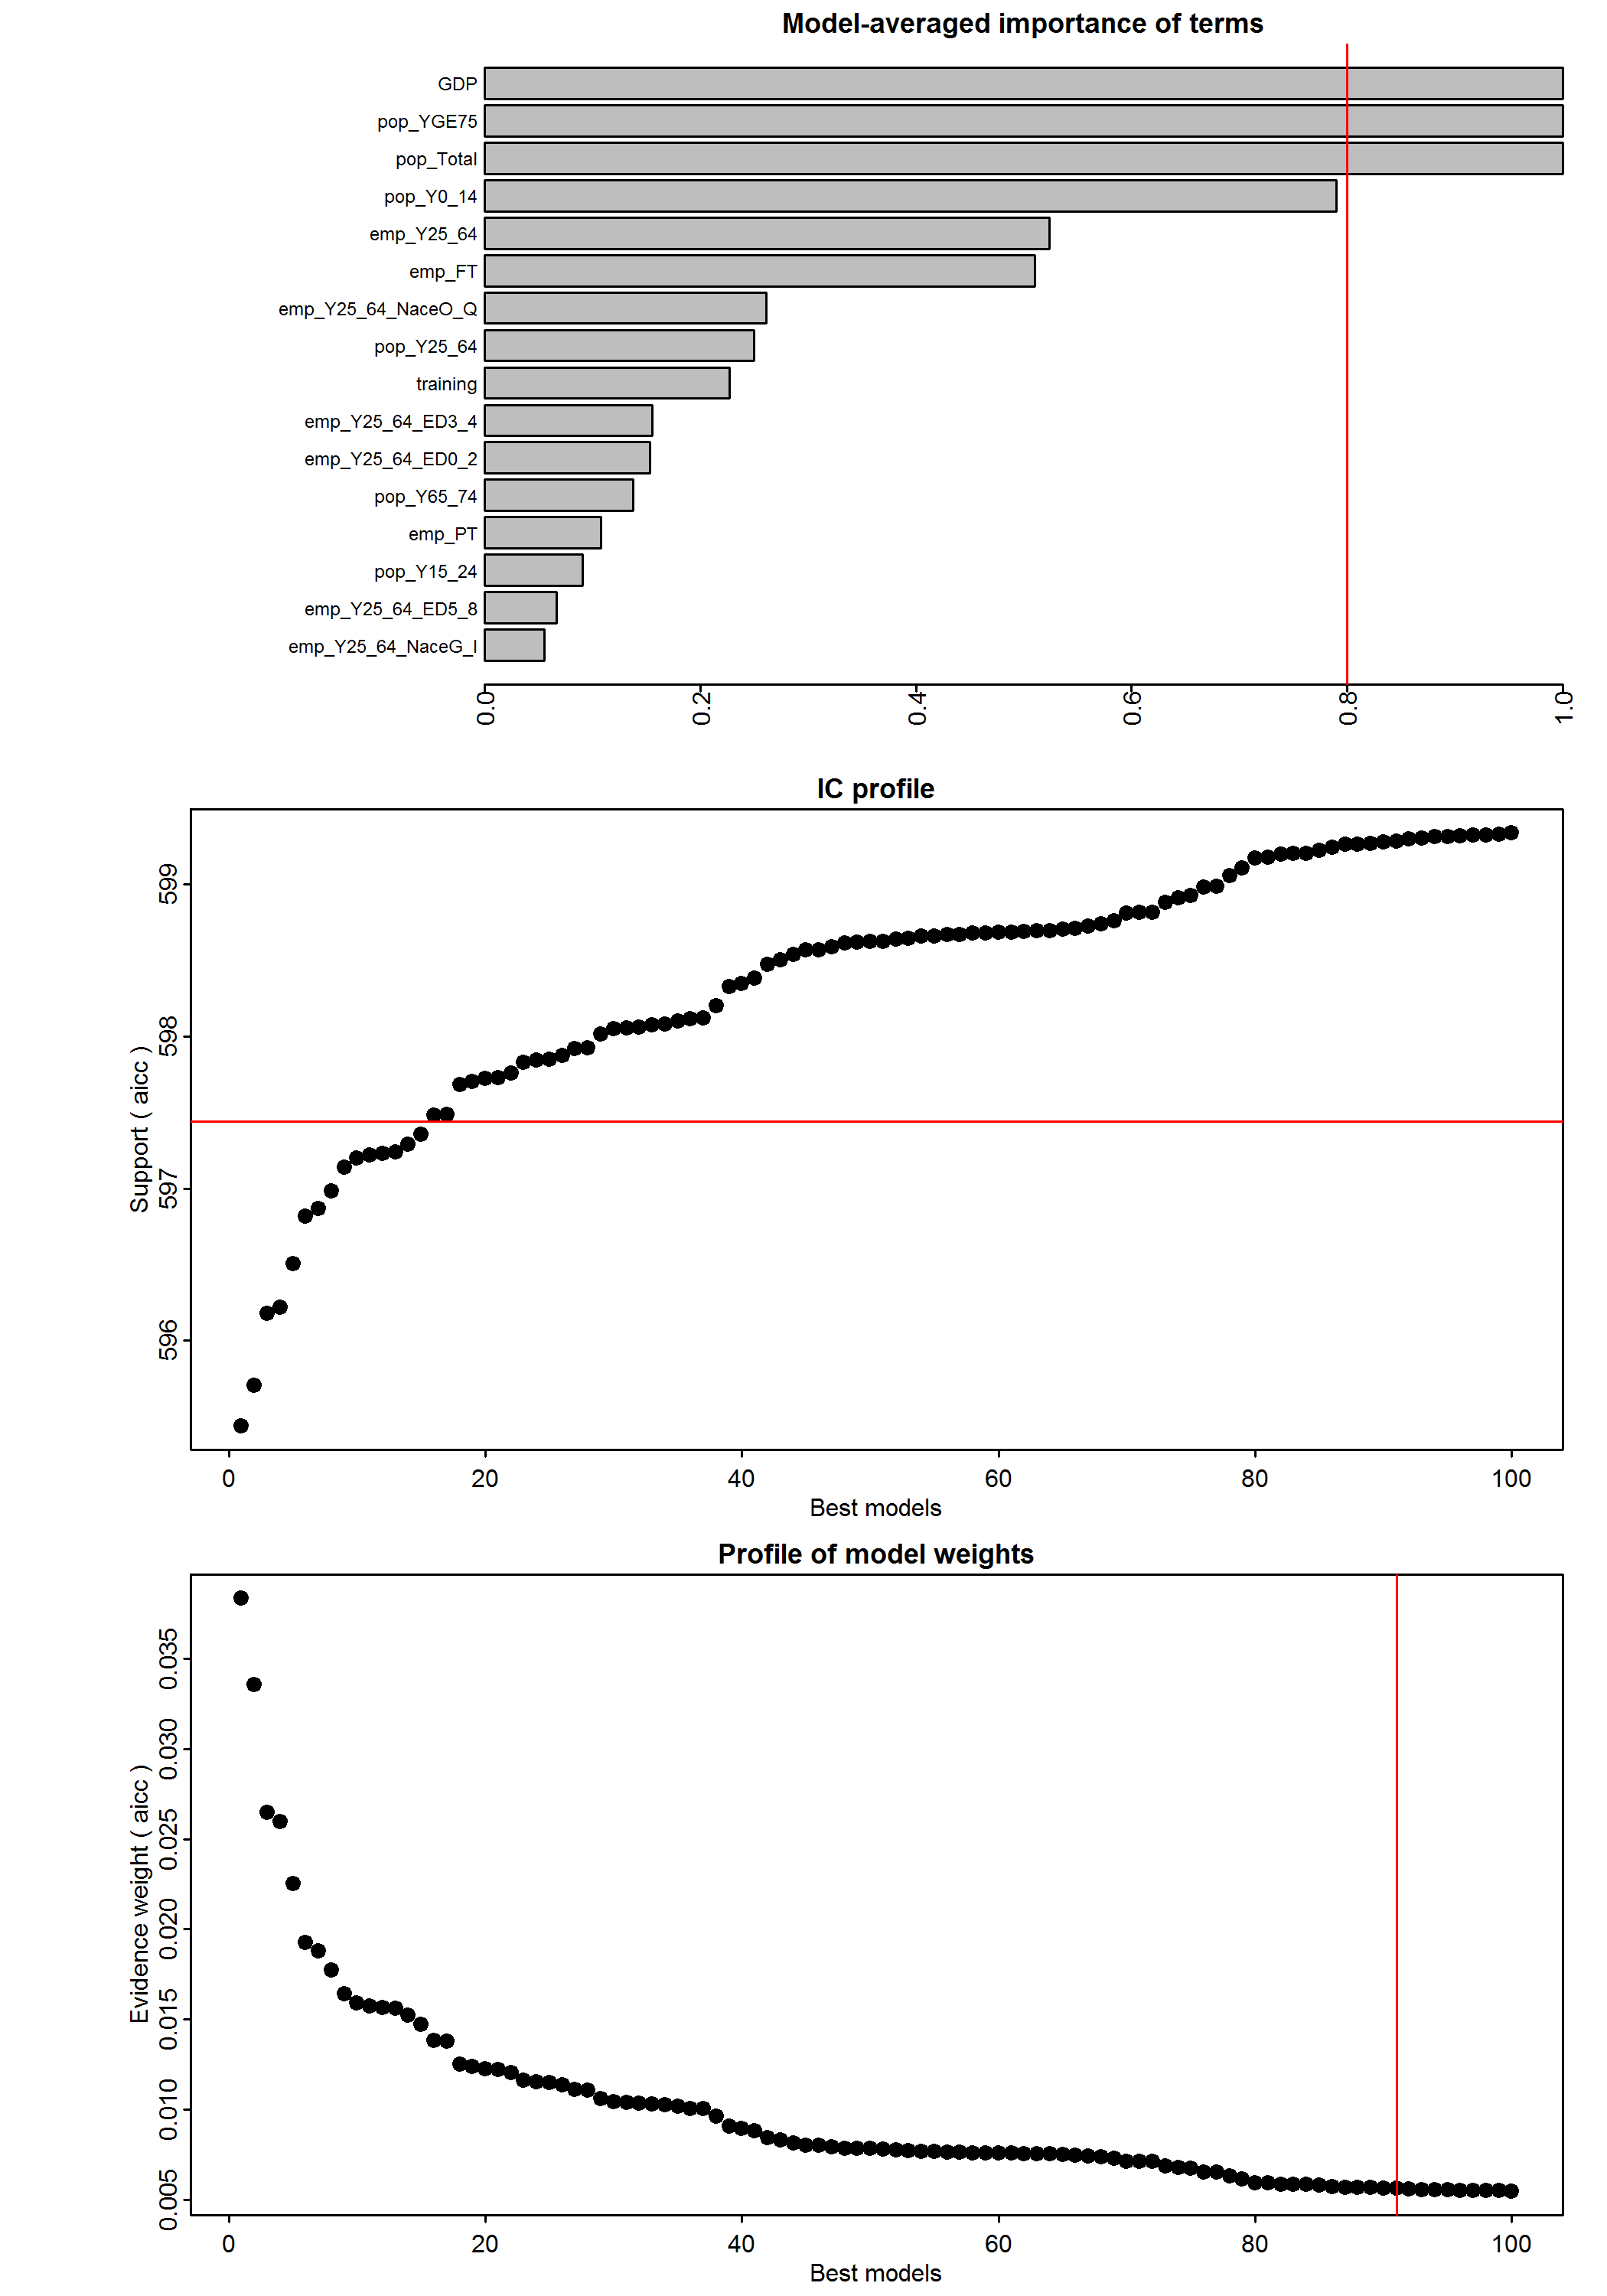 Model-averaged importance of terms
GDP
pop_YGE75
pop_Total
pop_Y0_14
emp_Y25_64
emp_FT
emp_Y25_64_NaceO_Q
pop_Y25_64
training
emp_Y25_64_ED3_4
emp_Y25_64_ED0_2
pop_Y65_74
emp_PT
pop_Y15_24
emp_Y25_64_ED5_8
emp_Y25_64_NaceG_I
0.0 0.2 0.4 0.6 0.8 1.0
IC profile
Support ( aicc )
599
598
597
596
0 20 40 60 80 100
Best models
Profile of model weights
Evidence weight ( aicc )
0.035
0.030
0.025
0.020
0.015
0.010
0.005
0 20 40 60 80 100
Best models